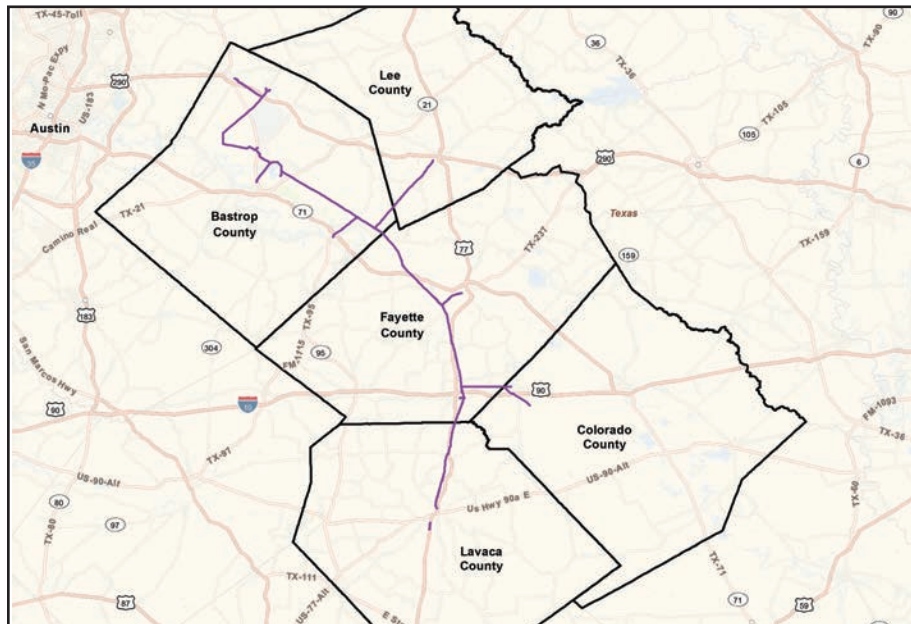 TX-45-Toll
90
TX-90
N Mo-Pac Expy
US-183
290
Lee
County
36
TX-36
21
TX-105
105
Austin
35
290
6
TX-21
Bastrop
County
71
Texas
Camino Real
77
TX-237
TX-159
159
183
TX-95
Fayette
County
304
FM-1115
95
San Marcos Hwy
90
10
90
FM-1093
Colorado
County
TX-36
TX-97
US-90-Alt
US-90-Alt
80
Us Hwy 90a E
TX-60
97
TX-80
Lavaca
County
TX-111
TX-71
87
US-77-Alt
71
59